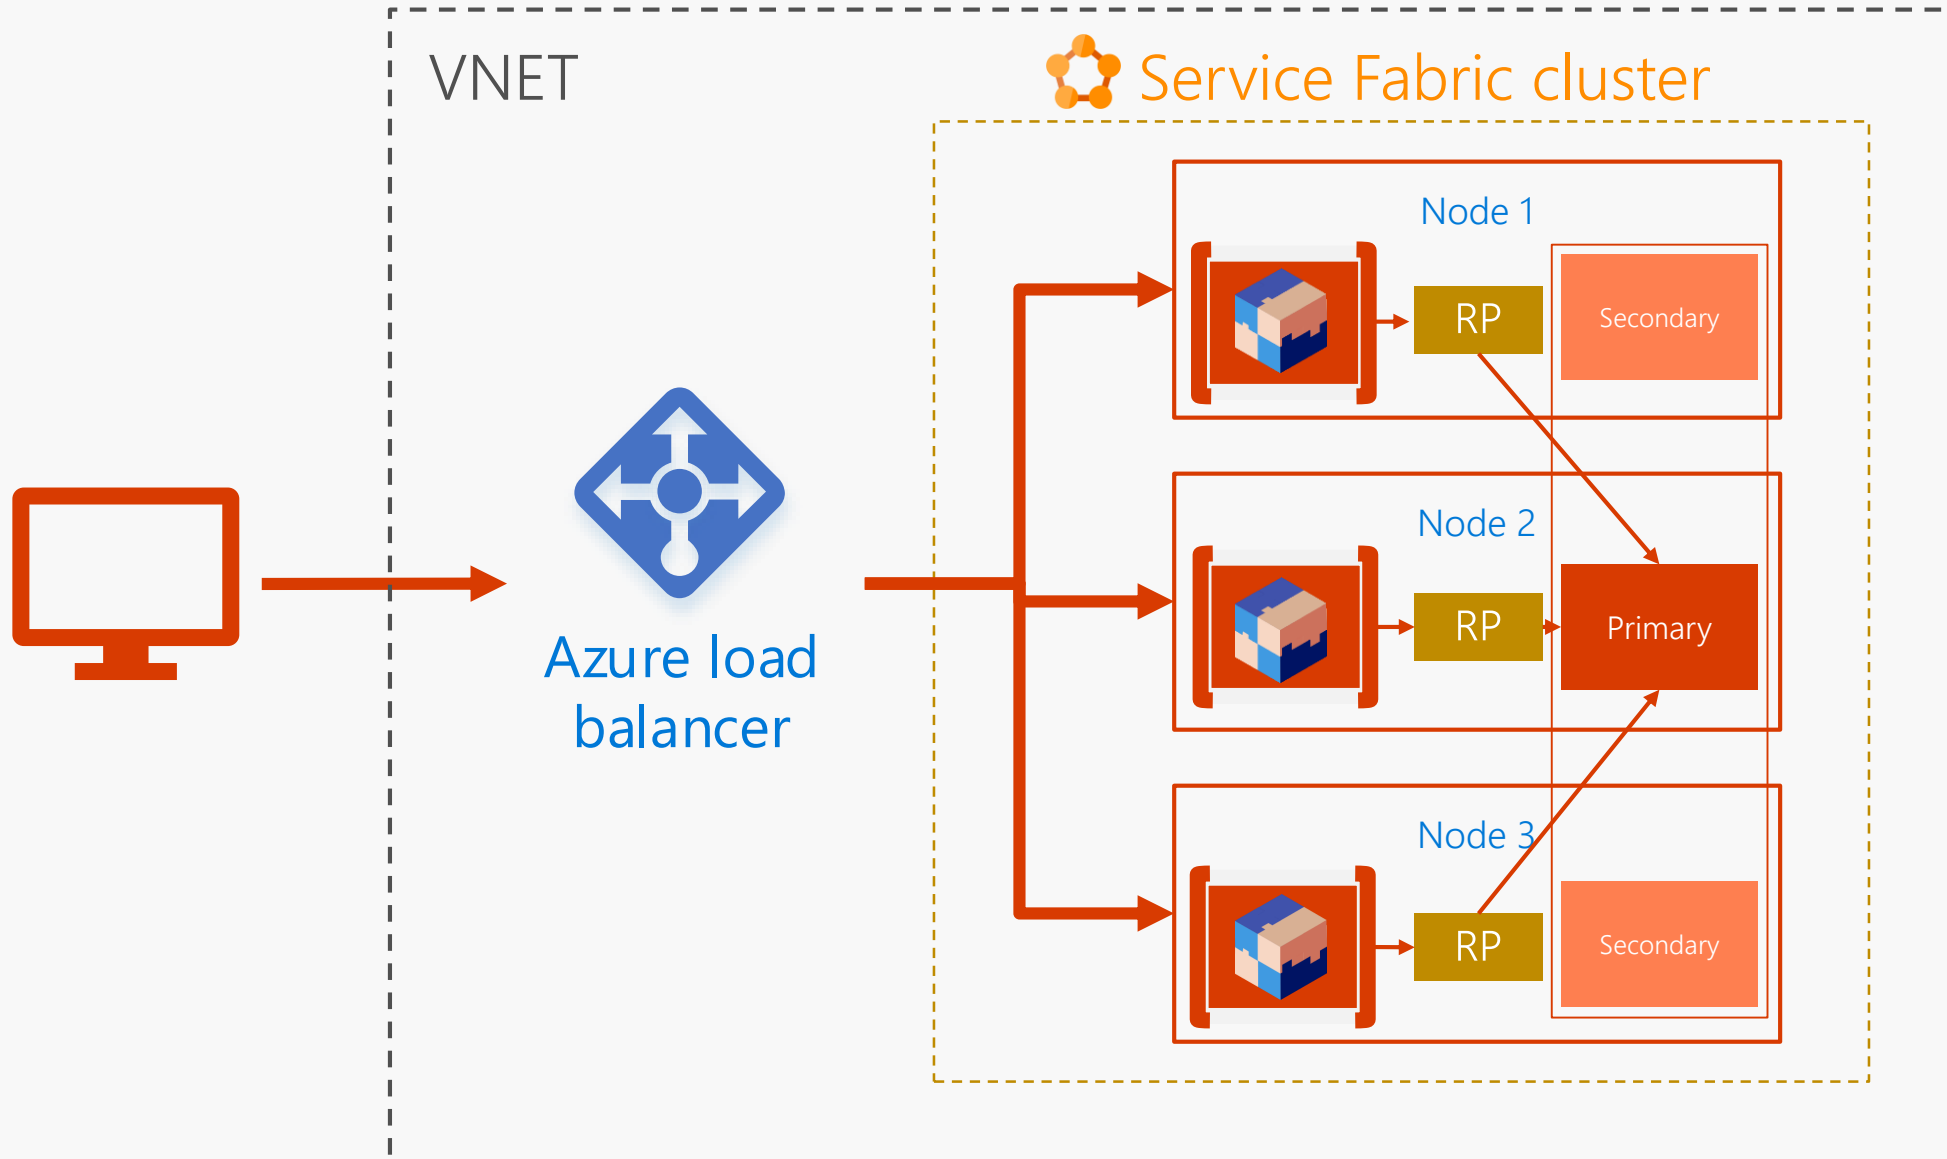 VNET
Service Fabric cluster
Node 1
RP
Secondary
Node 2
RP
Primary
Node 3
RP
Secondary
Azure load
balancer